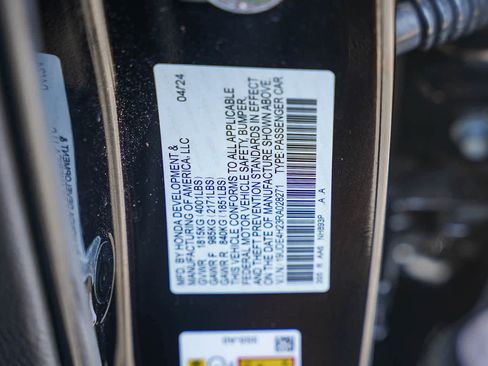 MFD. BY HONDA DEVELOPMENT & 04/24
MANUFACTURING OF AMERICA, LLC
GVWR 1815KG (4001LBS)
GAWR F 985KG (2171LBS)
GAWR R 840KG (1851LBS)
THIS VEHICLE CONFORMS TO ALL APPLICABLE
FEDERAL MOTOR VEHICLE SAFETY, BUMPER,
AND THEFT PREVENTION STANDARDS IN EFFECT
ON THE DATE OF MANUFACTURE SHOWN ABOVE.
V.I.N. 19UDE4H23RA028271 TYPE:PASSENGER CAR
NH883P A A